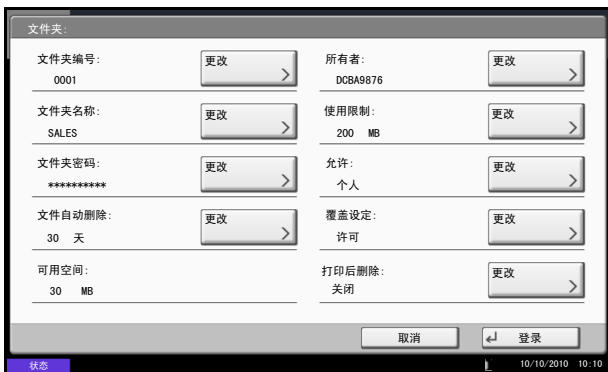 文件夹:
文件夹编号: 更改 所有者: 更改
0001 DCBA9876
文件夹名称: 更改 使用限制: 更改
SALES 200 MB
文件夹密码: 更改 允许: 更改
********** 个人
文件自动删除: 更改 覆盖设定: 更改
30 天 许可
可用空间: 打印后删除: 更改
30 MB 关闭
取消 登录
状态 10/10/2010 10:10